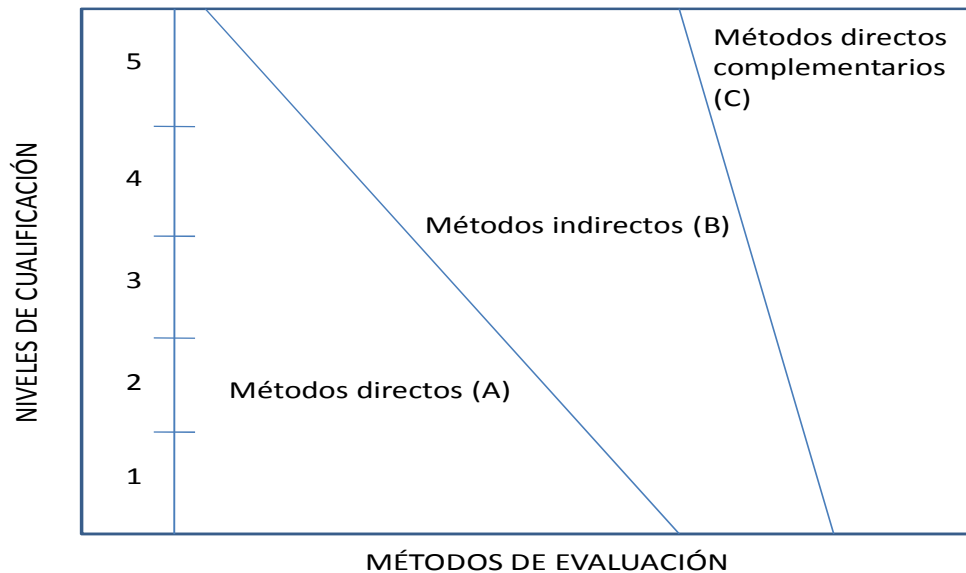 NIVELES DE CUALIFICACIÓN
5
4
3
2
1
Métodos directos
complementarios
(C)
Métodos indirectos (B)
Métodos directos (A)
MÉTODOS DE EVALUACIÓN